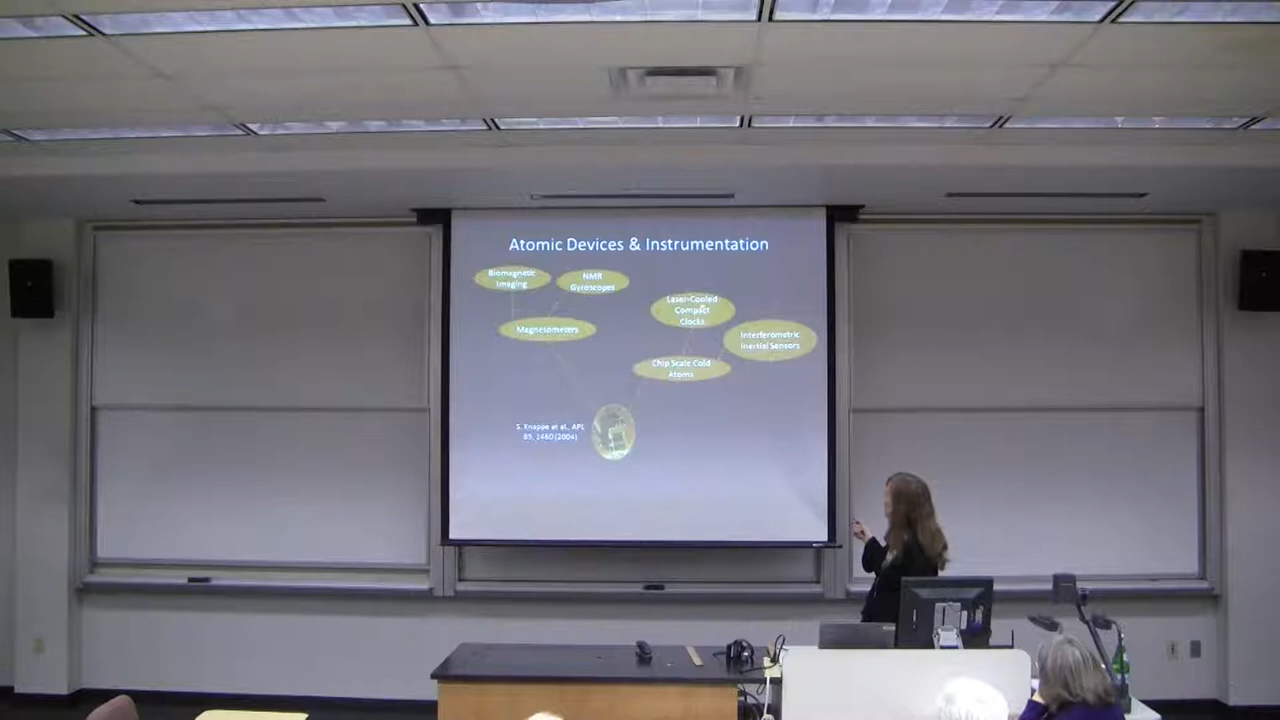 Atomic Devices & Instrumentation
Biomagnetic
Imaging
NMR
Gyroscopes
Laser-Cooled
Compact
Clocks
Magnetometers
Interferometric
Inertial Sensors
Chip Scale Cold
Atoms
S. Knappe et al., APL
85, 1460 (2004)